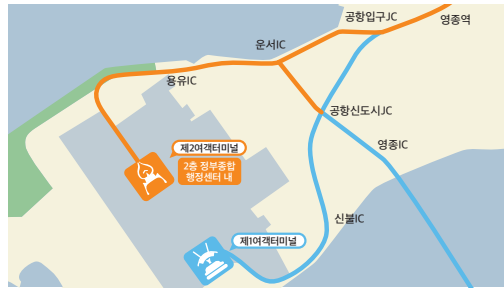 공항입구JC
영종역
운서IC
용유IC
공항신도시JC
제2여객터미널
2층 정부종합
행정센터 내
영종IC
신불IC
제1여객터미널